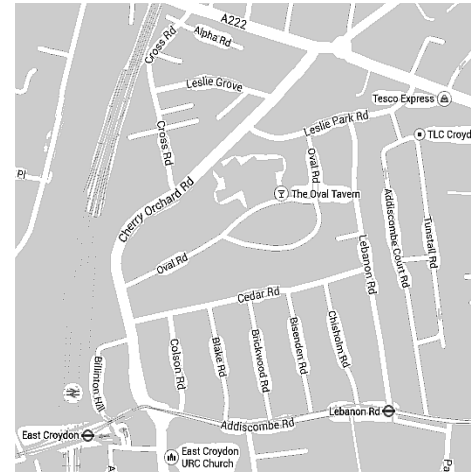 A222
Cross Rd
Alpha Rd
Leslie Grove
Tesco Express
Leslie Park Rd
TLC Croyd
Cross Rd
Oval Rd
Pl
Cherry Orchard Rd
The Oval Tavern
Addiscombe Court Rd
Tunstall Rd
Lebanon Rd
Oval Rd
Cedar Rd
Colson Rd
Blake Rd
Brickwood Rd
Bisenden Rd
Chisholm Rd
Billinton Hill
Lebanon Rd
Addiscombe Rd
East Croydon
East Croydon
URC Church
A
Pa